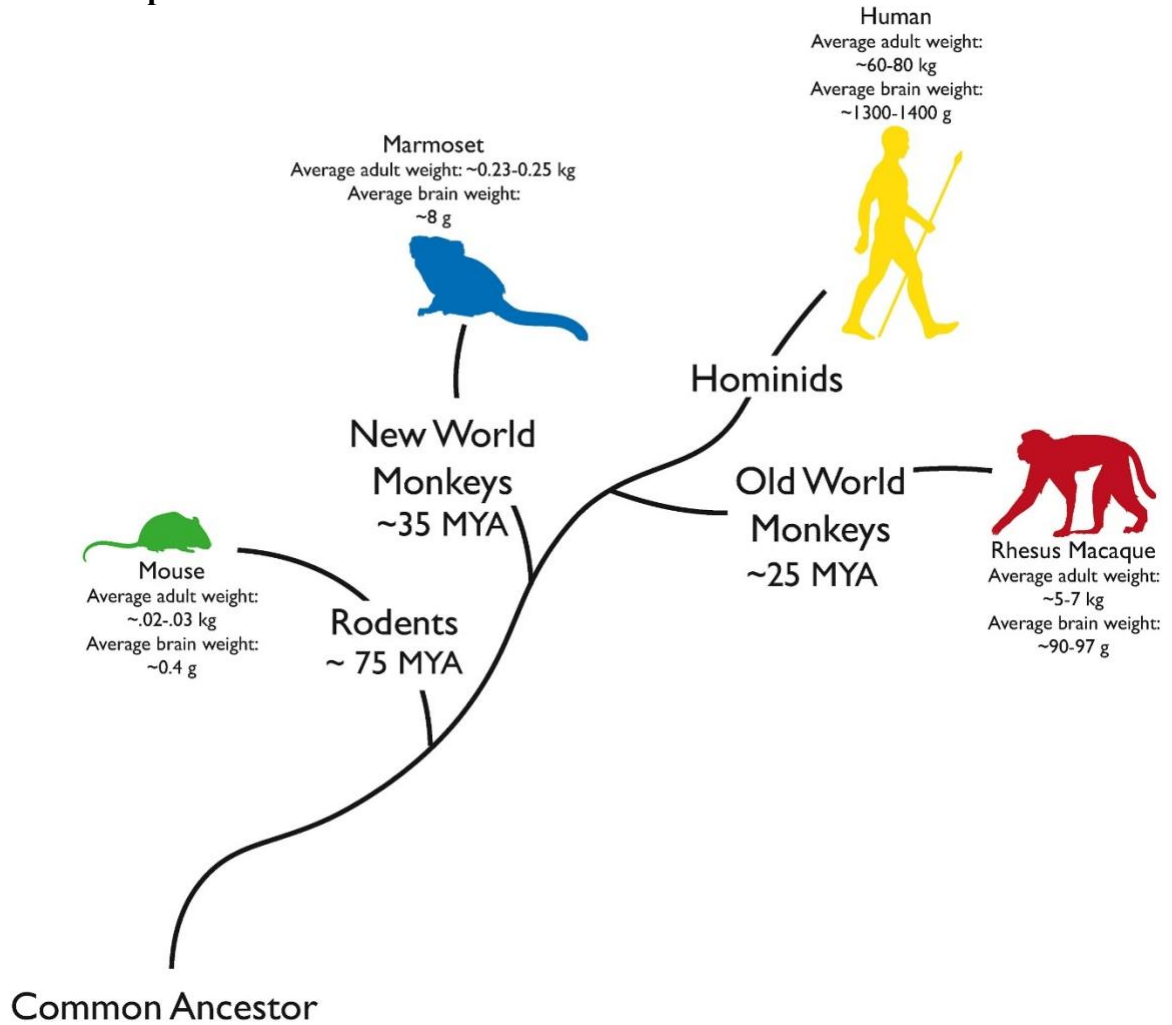 Human
Average adult weight:
~60-80 kg
Average brain weight:
~1300-1400 g
Marmoset
Average adult weight: ~0.23-0.25 kg
Average brain weight:
~8 g
Hominids
New World
Monkeys
~35 MYA
Old World
Monkeys
~25 MYA
Rhesus Macaque
Average adult weight:
~5-7 kg
Average brain weight:
~90-97 g
Mouse
Average adult weight:
~.02-.03 kg
Average brain weight:
~0.4 g
Rodents
~ 75 MYA
Common Ancestor